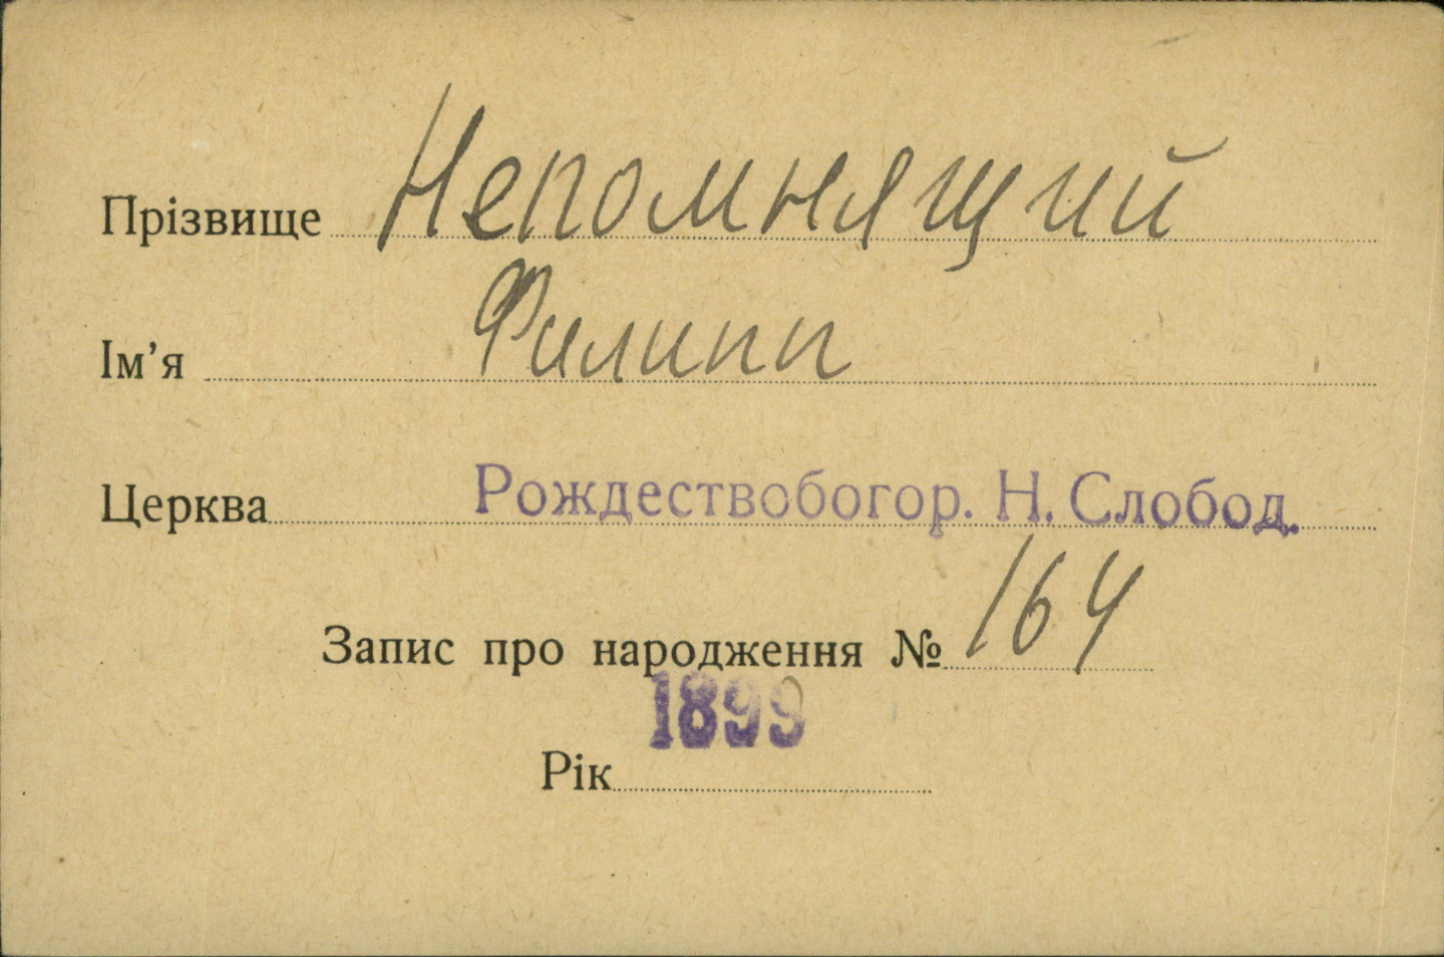 Прізвище Непомнящий
Ім’я Филипп
Церква Рождествобогор. Н. Слобод.
Запис про народження № 164
1899
Рік